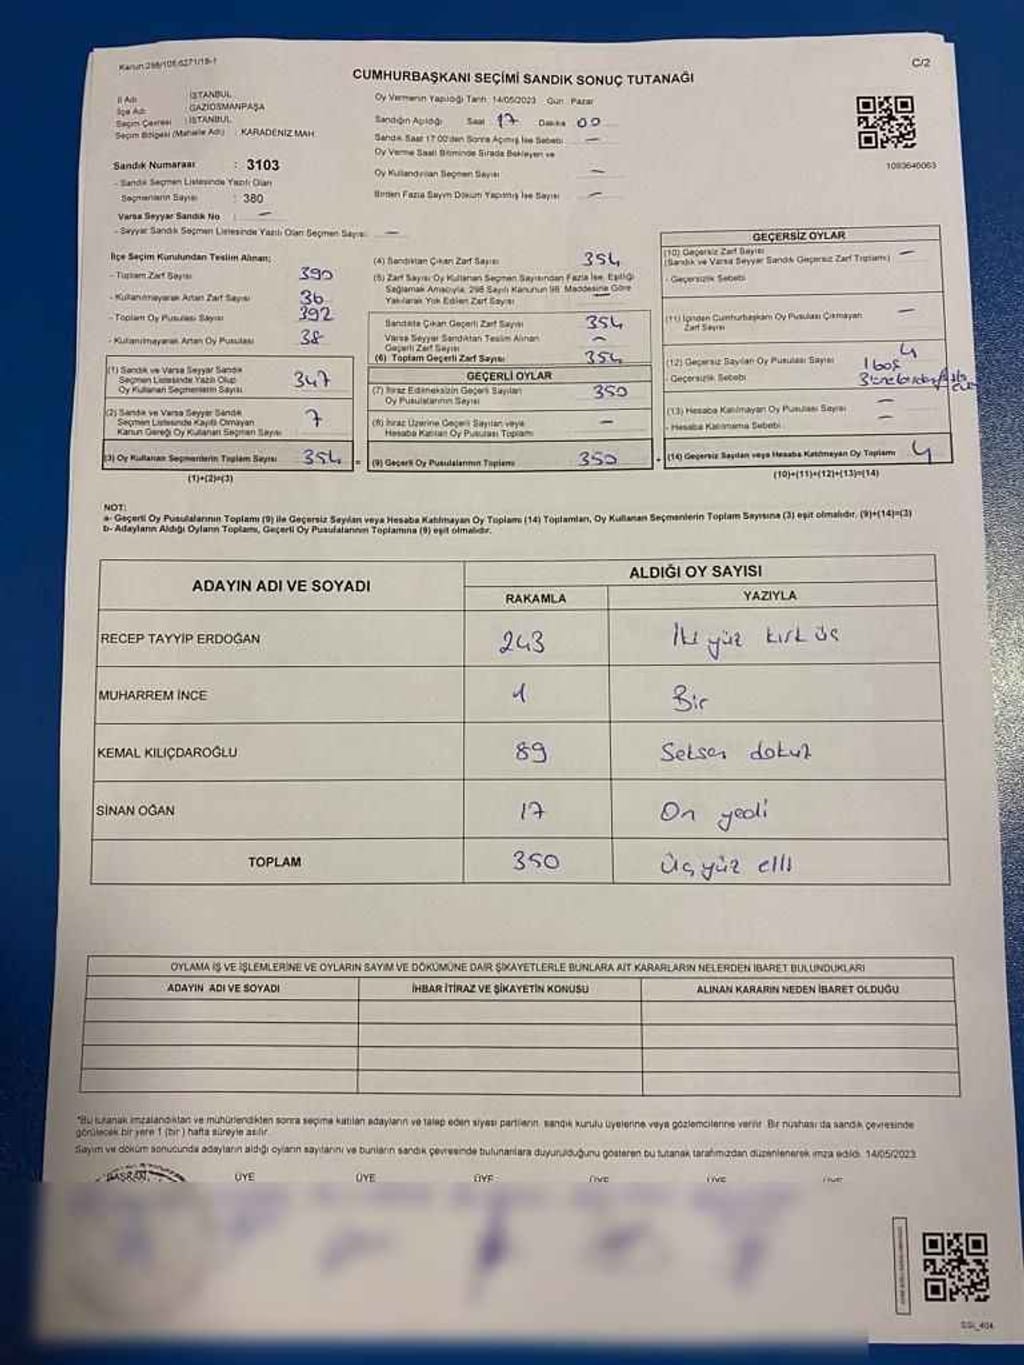 Kanun:298/105,6271/18-1
C/2
CUMHURBAŞKANI SEÇİMİ SANDIK SONUÇ TUTANAĞI
İl Adı : İSTANBUL
İlçe Adı : GAZİOSMANPAŞA
Seçim Çevresi : İSTANBUL
Seçim Bölgesi (Mahalle Adı) : KARADENİZ MAH.
Sandık Numarası : 3103
- Sandık Seçmen Listesinde Yazılı Olan
Seçmenlerin Sayısı : 380
Varsa Seyyar Sandık No : —
- Seyyar Sandık Seçmen Listesinde Yazılı Olan Seçmen Sayısı: —
Oy Vermenin Yapıldığı Tarih: 14/05/2023 Gün : Pazar
Sandığın Açıldığı Saat 17 Dakika 00
Sandık Saat 17:00'den Sonra Açılmış İse Sebebi: —
Oy Verme Saati Bitiminde Sırada Bekleyen ve
Oy Kullandırılan Seçmen Sayısı —
Birden Fazla Sayım Döküm Yapılmış İse Sayısı —
1093640063
İlçe Seçim Kurulundan Teslim Alınan;
- Toplam Zarf Sayısı 390
- Kullanılmayarak Artan Zarf Sayısı 36
- Toplam Oy Pusulası Sayısı 392
- Kullanılmayarak Artan Oy Pusulası 38
(1) Sandık ve Varsa Seyyar Sandık
Seçmen Listesinde Yazılı Olup
Oy Kullanan Seçmenlerin Sayısı 347
(2) Sandık ve Varsa Seyyar Sandık
Seçmen Listesinde Kayıtlı Olmayan
Kanun Gereği Oy Kullanan Seçmen Sayısı 7
(3) Oy Kullanan Seçmenlerin Toplam Sayısı 354 =
(1)+(2)=(3)
(4) Sandıktan Çıkan Zarf Sayısı 354
(5) Zarf Sayısı Oy Kullanan Seçmen Sayısından Fazla İse, Eşitliği
Sağlamak Amacıyla, 298 Sayılı Kanunun 98. Maddesine Göre
Yakılarak Yok Edilen Zarf Sayısı —
Sandıkta Çıkan Geçerli Zarf Sayısı 354
Varsa Seyyar Sandıktan Teslim Alınan
Geçerli Zarf Sayısı —
(6) Toplam Geçerli Zarf Sayısı 354
GEÇERLİ OYLAR
(7) İtiraz Edilmeksizin Geçerli Sayılan
Oy Pusulalarının Sayısı 350
(8) İtiraz Üzerine Geçerli Sayılan veya
Hesaba Katılan Oy Pusulası Toplamı —
(9) Geçerli Oy Pusulalarının Toplamı 350 +
GEÇERSİZ OYLAR
(10) Geçersiz Zarf Sayısı —
(Sandık ve Varsa Seyyar Sandık Geçersiz Zarf Toplamı)
- Geçersizlik Sebebi
(11) İçinden Cumhurbaşkanı Oy Pusulası Çıkmayan —
Zarf Sayısı
(12) Geçersiz Sayılan Oy Pusulası Sayısı 4
- Geçersizlik Sebebi 1 boş
(13) Hesaba Katılmayan Oy Pusulası Sayısı —
- Hesaba Katılmama Sebebi —
(14) Geçersiz Sayılan veya Hesaba Katılmayan Oy Toplamı 4
(10)+(11)+(12)+(13)=(14)
NOT:
a- Geçerli Oy Pusulalarının Toplamı (9) ile Geçersiz Sayılan veya Hesaba Katılmayan Oy Toplamı (14) Toplamları, Oy Kullanan Seçmenlerin Toplam Sayısına (3) eşit olmalıdır. (9)+(14)=(3)
b- Adayların Aldığı Oyların Toplamı, Geçerli Oy Pusulalarının Toplamına (9) eşit olmalıdır.
ADAYIN ADI VE SOYADI
ALDIĞI OY SAYISI
RAKAMLA YAZIYLA
RECEP TAYYİP ERDOĞAN 243 İki yüz kırk üç
MUHARREM İNCE 1 Bir
KEMAL KILIÇDAROĞLU 89 Seksen dokuz
SİNAN OĞAN 17 On yedi
TOPLAM 350 Üç yüz elli
OYLAMA İŞ VE İŞLEMLERİNE VE OYLARIN SAYIM VE DÖKÜMÜNE DAİR ŞİKAYETLERLE BUNLARA AİT KARARLARIN NELERDEN İBARET BULUNDUKLARI
ADAYIN ADI VE SOYADI İHBAR İTİRAZ VE ŞİKAYETİN KONUSU ALINAN KARARIN NEDEN İBARET OLDUĞU
*Bu tutanak imzalandıktan ve mühürlendikten sonra seçime katılan adayların ve talep eden siyasi partilerin, sandık kurulu üyelerine veya gözlemcilerine verilir. Bir nüshası da sandık çevresinde
görülecek bir yere 1 (bir) hafta süreyle asılır.
Sayım ve döküm sonucunda adayların aldığı oyların sayılarını ve bunların sandık çevresinde bulunanlara duyurulduğunu gösteren bu tutanak tarafımızdan düzenlenerek imza edildi. 14/05/2023
BAŞKAN ÜYE ÜYE ÜYE ÜYE ÜYE ÜYE